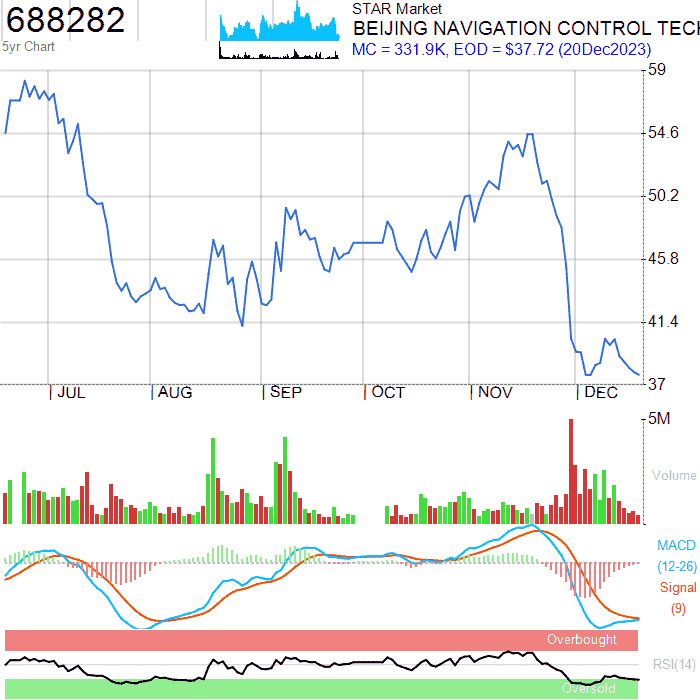 688282
5yr Chart
STAR Market
BEIJING NAVIGATION CONTROL TECH
MC = 331.9K, EOD = $37.72 (20Dec2023)
59
54.6
50.2
45.8
41.4
37
JUL AUG SEP OCT NOV DEC
5M
Volume
MACD
(12-26)
Signal
(9)
Overbought
RSI(14)
Oversold